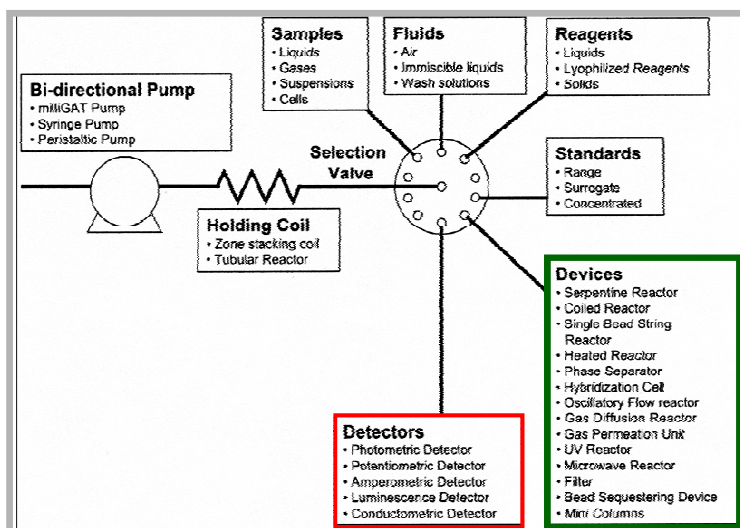 Samples
• Liquids
• Gases
• Suspensions
• Cells
Fluids
• Air
• Immiscible liquids
• Wash solutions
Reagents
• Liquids
• Lyophilized Reagents
• Solids
Bi-directional Pump
• milliGAT Pump
• Syringe Pump
• Peristaltic Pump
Selection
Valve
Standards
• Range
• Surrogate
• Concentrated
Holding Coil
• Zone stacking coil
• Tubular Reactor
Devices
• Serpentine Reactor
• Coiled Reactor
• Single Bead String
Reactor
• Heated Reactor
• Phase Separator
• Hybridization Cell
• Oscillatory Flow reactor
• Gas Diffusion Reactor
• Gas Permeation Unit
• UV Reactor
• Microwave Reactor
• Filter
• Bead Sequestering Device
• Mini Columns
Detectors
• Photometric Detector
• Potentiometric Detector
• Amperometric Detector
• Luminescence Detector
• Conductometric Detector